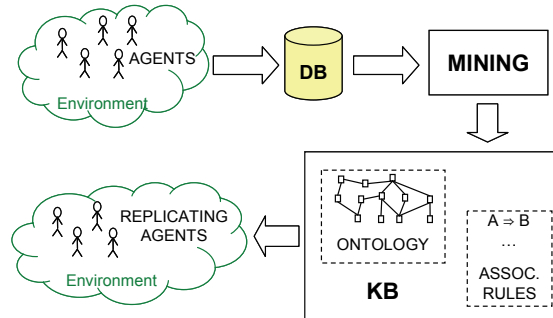 AGENTS
Environment
DB
MINING
REPLICATING
AGENTS
Environment
ONTOLOGY
KB
A ⇒ B
...
ASSOC.
RULES